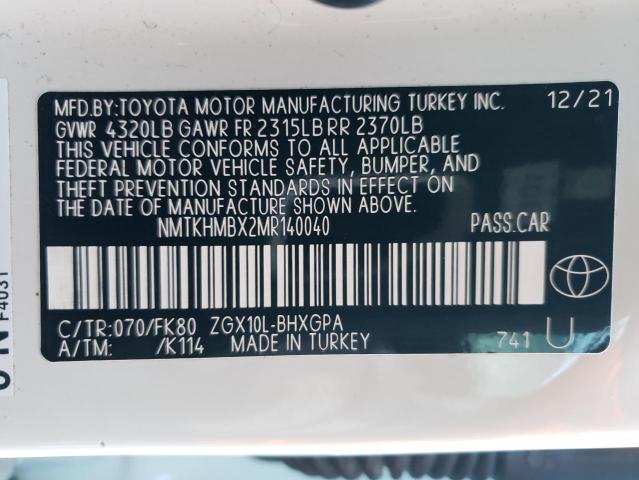 MFD.BY:TOYOTA MOTOR MANUFACTURING TURKEY INC. 12/21
GVWR 4320LB GAWR FR 2315LB RR 2370LB
THIS VEHICLE CONFORMS TO ALL APPLICABLE
FEDERAL MOTOR VEHICLE SAFETY, BUMPER, AND
THEFT PREVENTION STANDARDS IN EFFECT ON
THE DATE OF MANUFACTURE SHOWN ABOVE.
NMTKHMBX2MR140040 PASS.CAR
C/TR:070/FK80 ZGX10L-BHXGPA
A/TM: /K114 MADE IN TURKEY 741 U
F4031